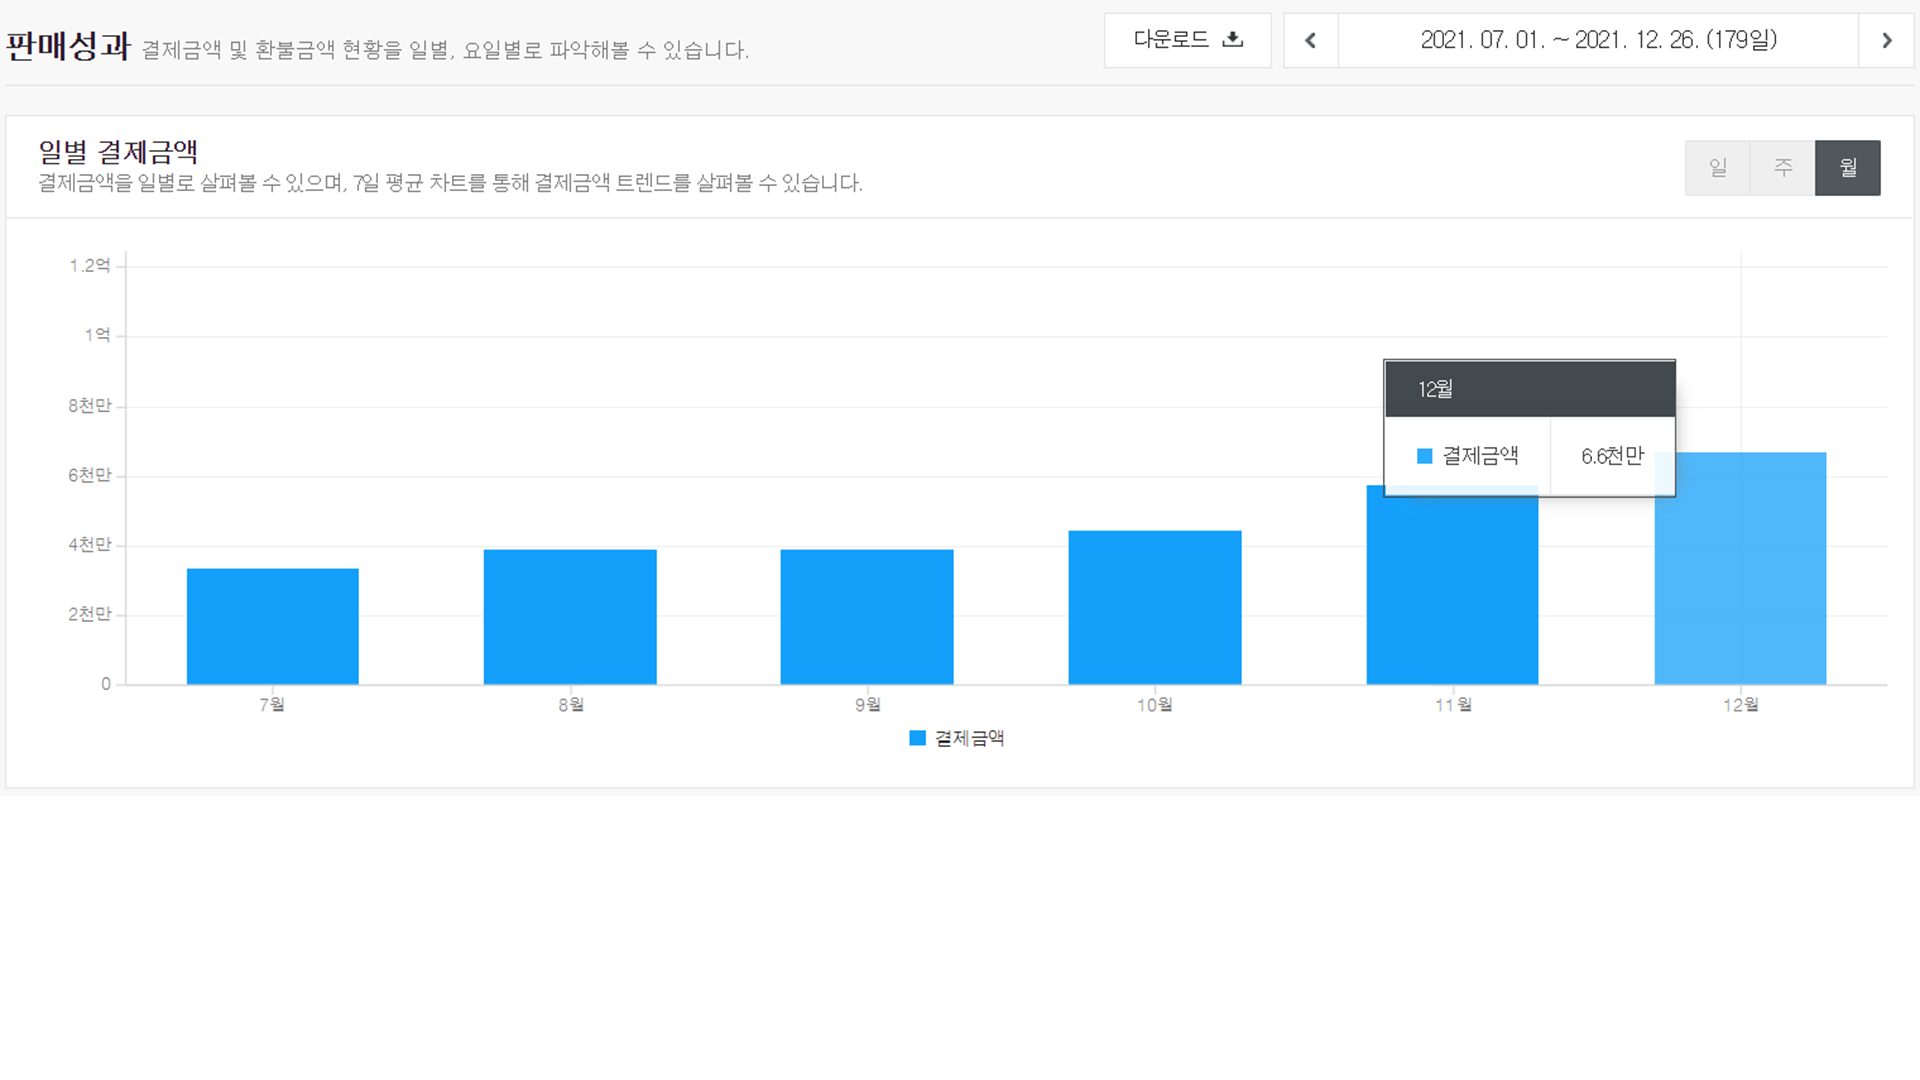 판매성과 결제금액 및 환불금액 현황을 일별, 요일별로 파악해볼 수 있습니다.
다운로드
2021. 07. 01. ~ 2021. 12. 26. (179일)
일별 결제금액
결제금액을 일별로 살펴볼 수 있으며, 7일 평균 차트를 통해 결제금액 트렌드를 살펴볼 수 있습니다.
일 주 월
1.2억
1억
8천만
6천만
4천만
2천만
0
12월
결제금액 6.6천만
7월 8월 9월 10월 11월 12월
결제금액